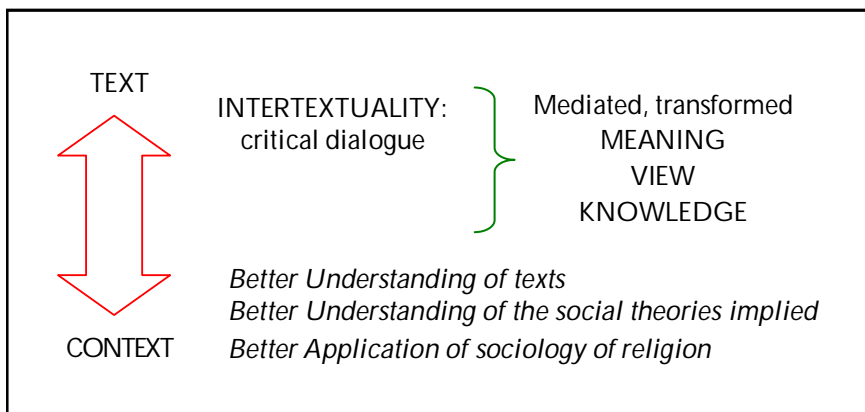 TEXT
INTERTEXTUALITY:
critical dialogue
Mediated, transformed
MEANING
VIEW
KNOWLEDGE
Better Understanding of texts
Better Understanding of the social theories implied
CONTEXT
Better Application of sociology of religion